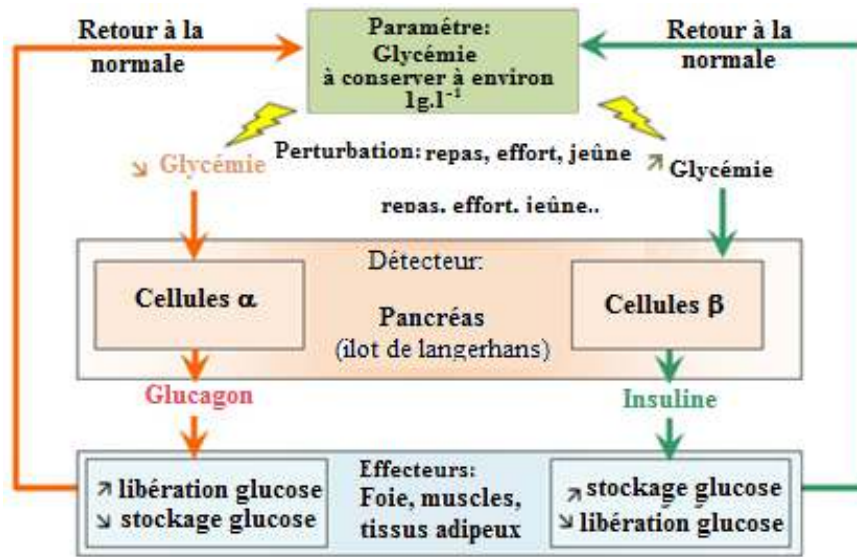 Retour à la
normale
Paramétre:
Glycémie
à conserver à environ
1g.l⁻¹
Retour à la
normale
↘ Glycémie
Perturbation: repas, effort, jeûne
↗ Glycémie
repas, effort, jeûne..
Détecteur:
Cellules α
Pancréas
(ilot de langerhans)
Cellules β
Glucagon
Insuline
↗ libération glucose
↘ stockage glucose
Effecteurs:
Foie, muscles,
tissus adipeux
↗ stockage glucose
↘ libération glucose